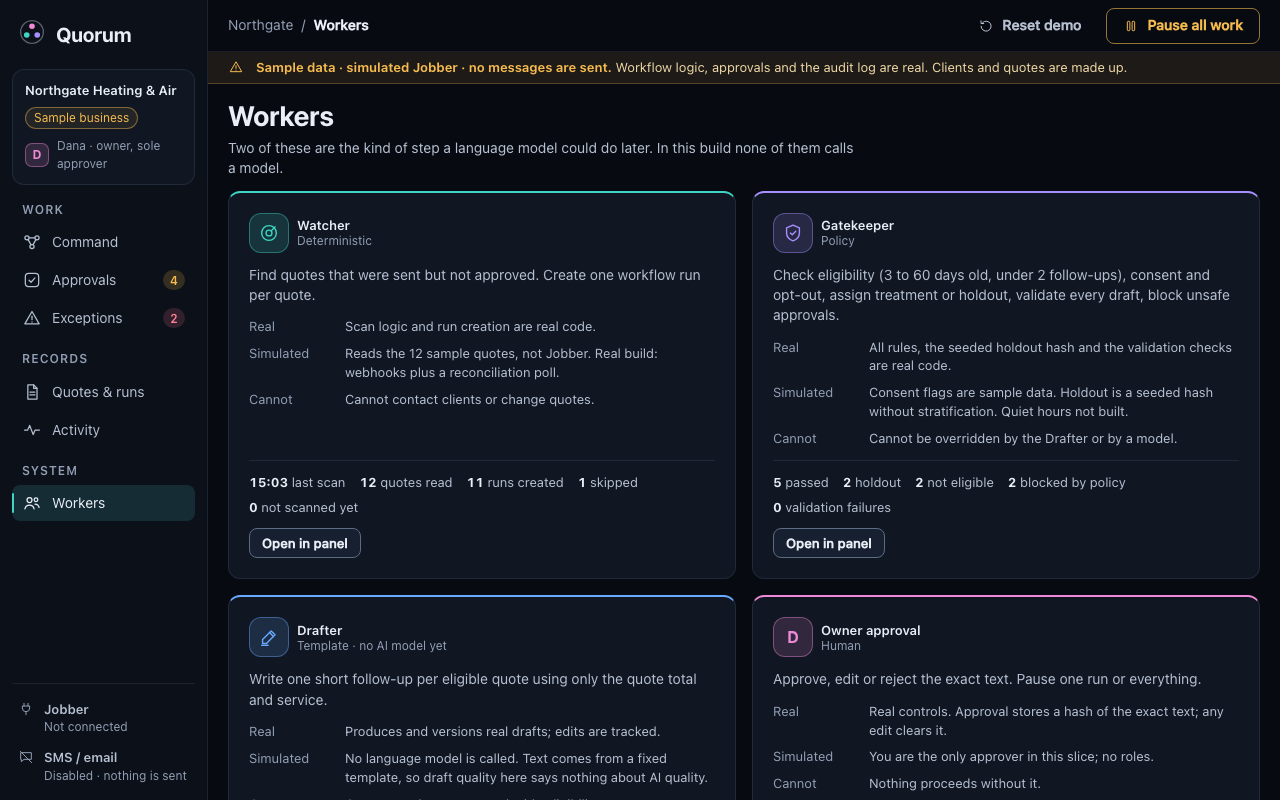 Quorum
Northgate Heating & Air
Sample business
D
Dana · owner, sole
approver
WORK
Command
Approvals 4
Exceptions 2
RECORDS
Quotes & runs
Activity
SYSTEM
Workers
Jobber
Not connected
SMS / email
Disabled · nothing is sent
Northgate / Workers
Reset demo
Pause all work
Sample data · simulated Jobber · no messages are sent. Workflow logic, approvals and the audit log are real. Clients and quotes are made up.
Workers
Two of these are the kind of step a language model could do later. In this build none of them calls
a model.
Watcher
Deterministic
Find quotes that were sent but not approved. Create one workflow run
per quote.
Real Scan logic and run creation are real code.
Simulated Reads the 12 sample quotes, not Jobber. Real build:
webhooks plus a reconciliation poll.
Cannot Cannot contact clients or change quotes.
15:03 last scan 12 quotes read 11 runs created 1 skipped
0 not scanned yet
Open in panel
Gatekeeper
Policy
Check eligibility (3 to 60 days old, under 2 follow-ups), consent and
opt-out, assign treatment or holdout, validate every draft, block unsafe
approvals.
Real All rules, the seeded holdout hash and the validation checks
are real code.
Simulated Consent flags are sample data. Holdout is a seeded hash
without stratification. Quiet hours not built.
Cannot Cannot be overridden by the Drafter or by a model.
5 passed 2 holdout 2 not eligible 2 blocked by policy
0 validation failures
Open in panel
Drafter
Template · no AI model yet
Write one short follow-up per eligible quote using only the quote total
and service.
Real Produces and versions real drafts; edits are tracked.
Simulated No language model is called. Text comes from a fixed
template, so draft quality here says nothing about AI quality.
D
Owner approval
Human
Approve, edit or reject the exact text. Pause one run or everything.
Real Real controls. Approval stores a hash of the exact text; any
edit clears it.
Simulated You are the only approver in this slice; no roles.
Cannot Nothing proceeds without it.